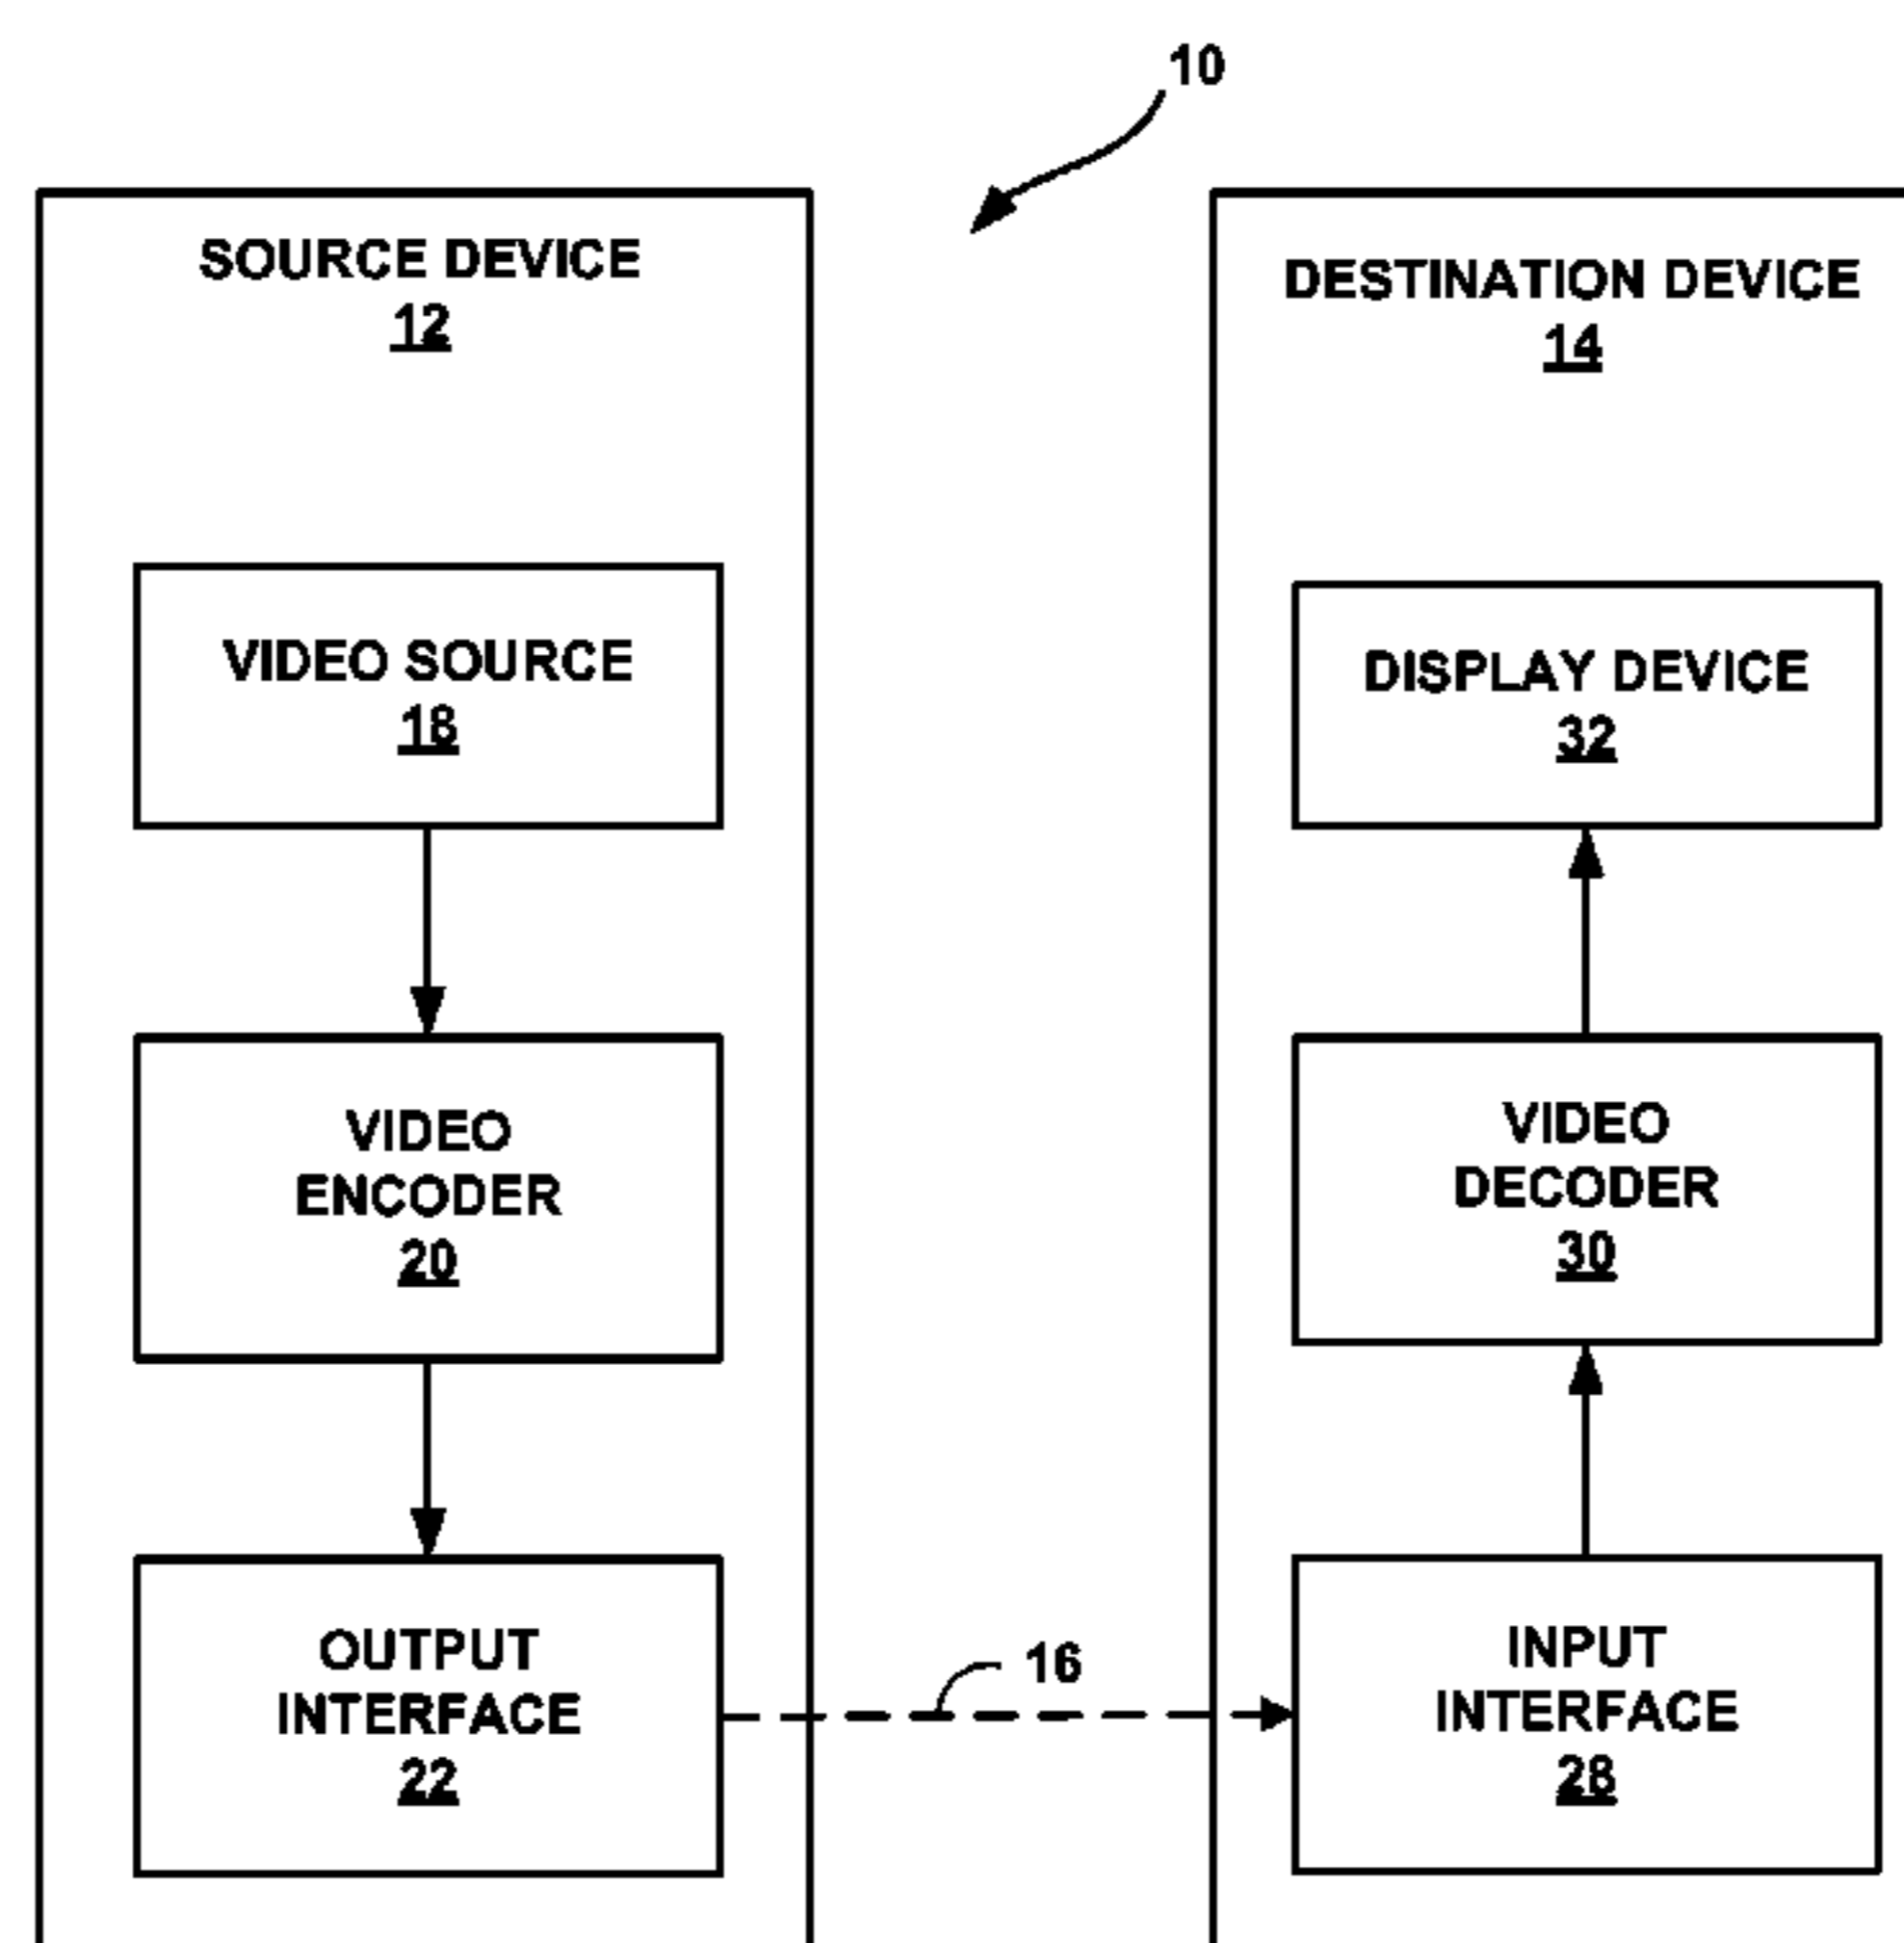 10
SOURCE DEVICE
12
VIDEO SOURCE
18
VIDEO
ENCODER
20
OUTPUT
INTERFACE
22
16
DESTINATION DEVICE
14
DISPLAY DEVICE
32
VIDEO
DECODER
30
INPUT
INTERFACE
28